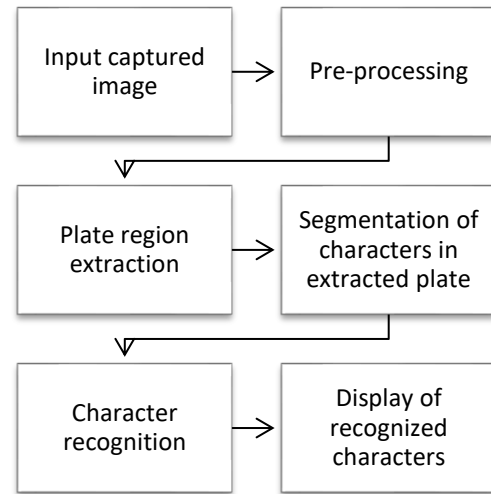 Input captured
image
Pre-processing
Plate region
extraction
Segmentation of
characters in
extracted plate
Character
recognition
Display of
recognized
characters